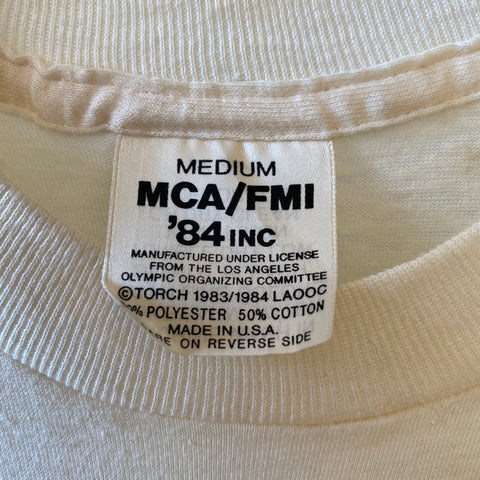 MEDIUM
MCA/FMI
'84 INC
MANUFACTURED UNDER LICENSE
FROM THE LOS ANGELES
OLYMPIC ORGANIZING COMMITTEE
©TORCH 1983/1984 LAOOC
POLYESTER 50% COTTON
MADE IN U.S.A.
ON REVERSE SIDE